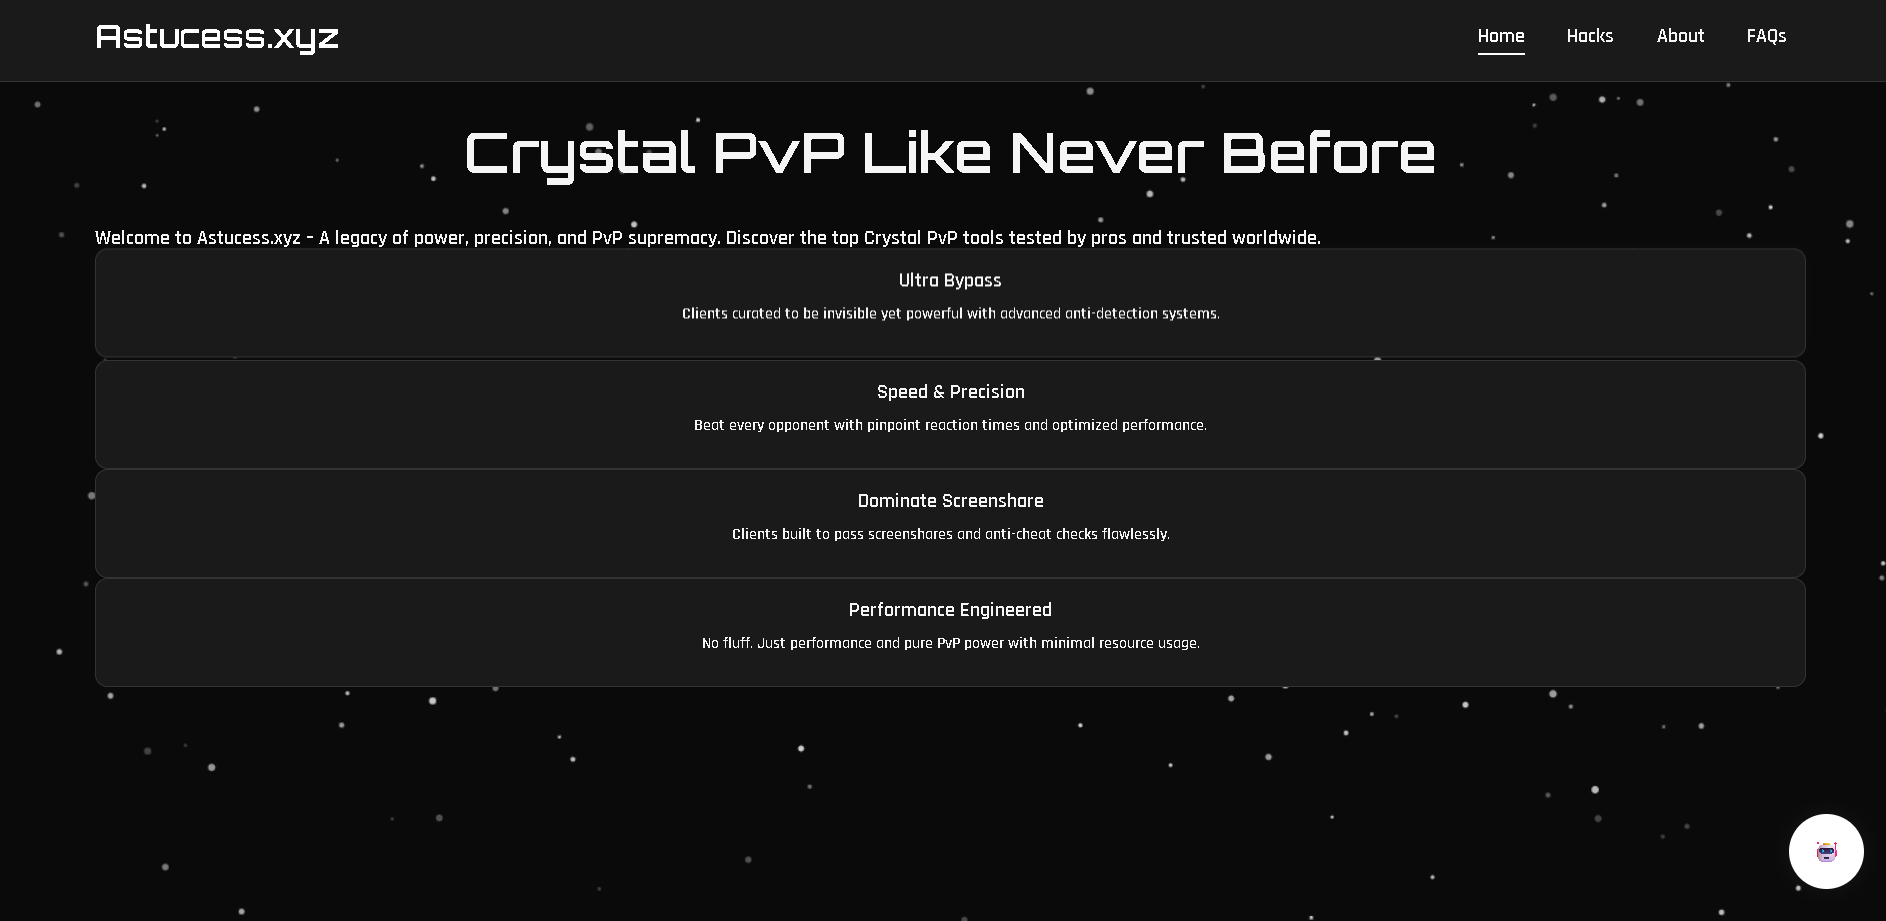 Astucess.xyz
Home Hacks About FAQs
Crystal PvP Like Never Before
Welcome to Astucess.xyz - A legacy of power, precision, and PvP supremacy. Discover the top Crystal PvP tools tested by pros and trusted worldwide.
Ultra Bypass
Clients curated to be invisible yet powerful with advanced anti-detection systems.
Speed & Precision
Beat every opponent with pinpoint reaction times and optimized performance.
Dominate Screenshare
Clients built to pass screenshares and anti-cheat checks flawlessly.
Performance Engineered
No fluff. Just performance and pure PvP power with minimal resource usage.